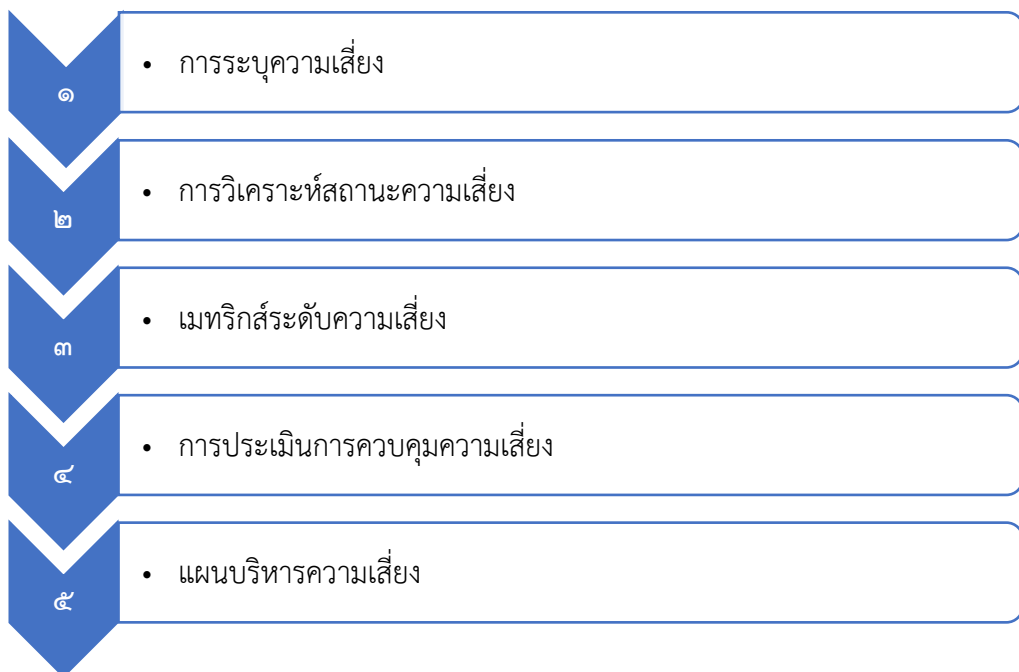 ๑
• การระบุความเสี่ยง
๒
• การวิเคราะห์สถานะความเสี่ยง
๓
• เมทริกส์ระดับความเสี่ยง
๔
• การประเมินการควบคุมความเสี่ยง
๕
• แผนบริหารความเสี่ยง